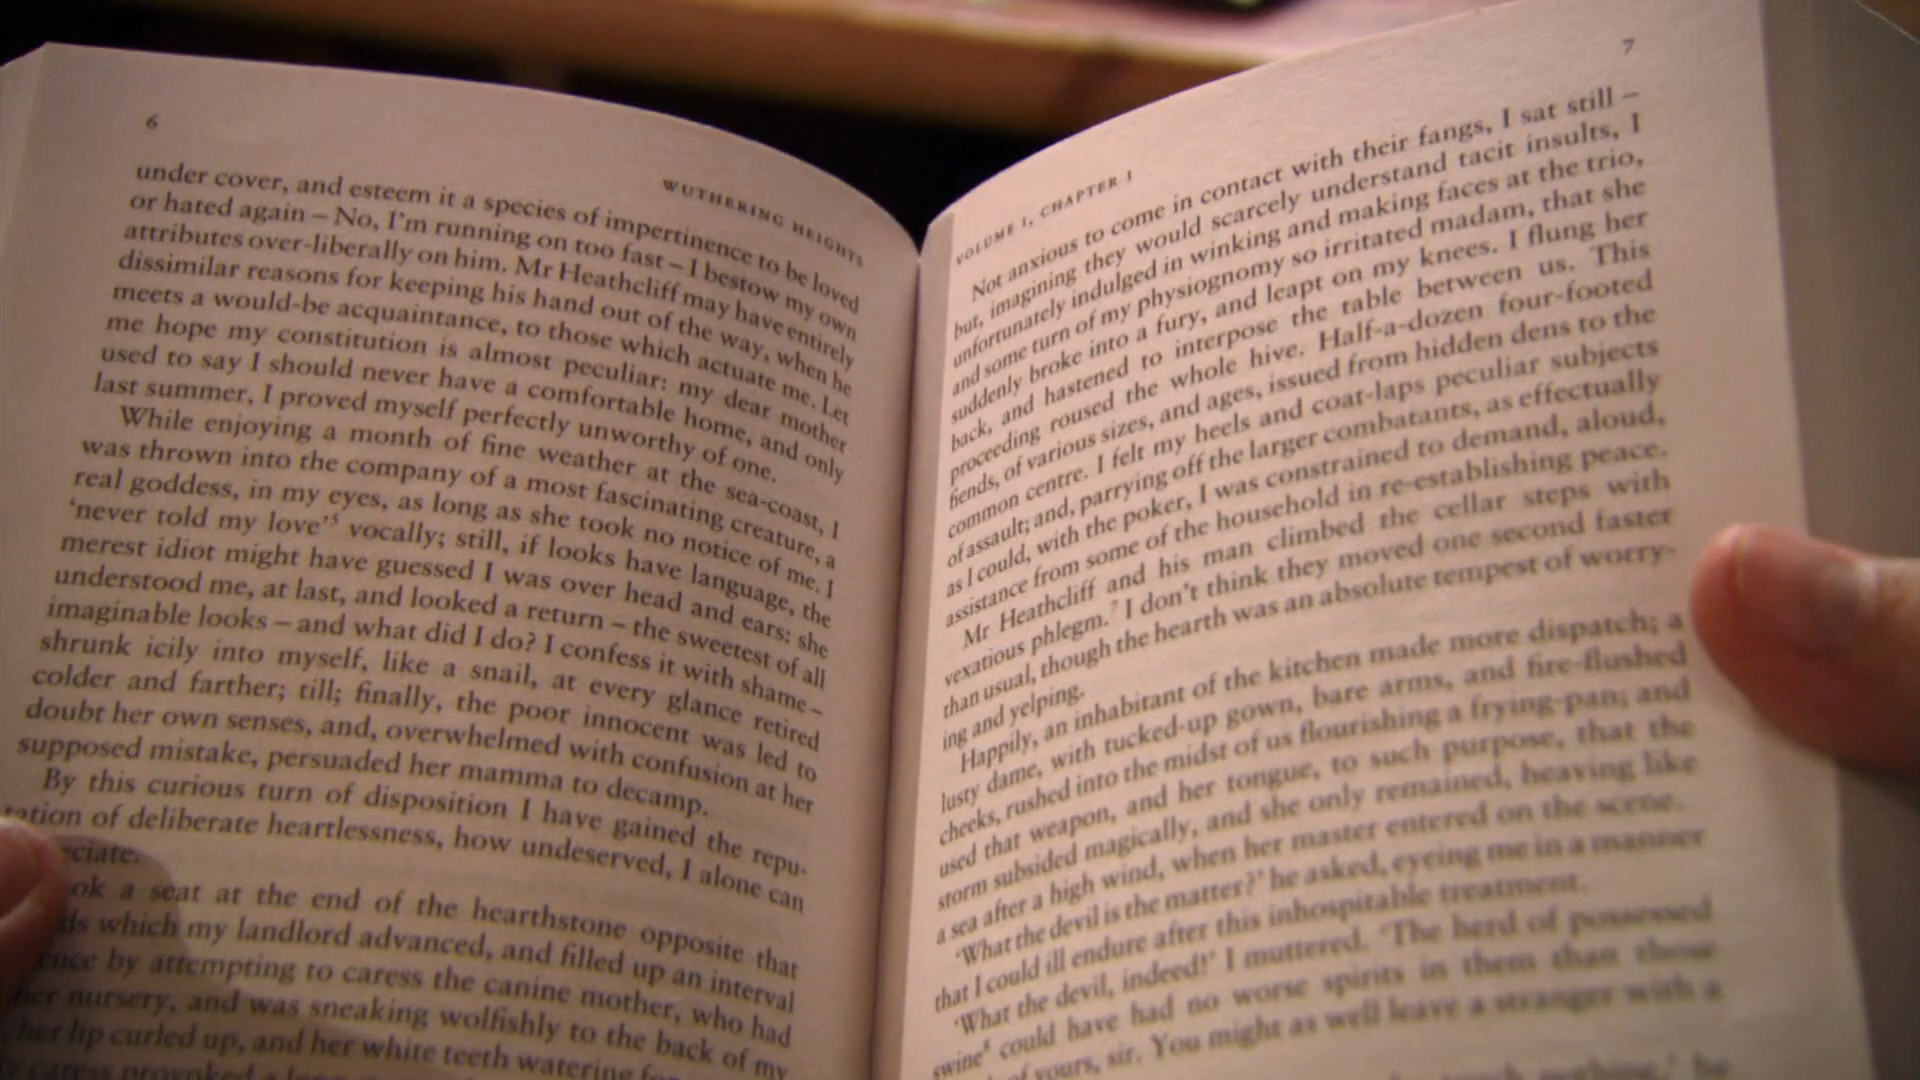 6
WUTHERING HEIGHTS
under cover, and esteem it a species of impertinence to be loved
or hated again – No, I'm running on too fast – I bestow my own
attributes over-liberally on him. Mr Heathcliff may have entirely
dissimilar reasons for keeping his hand out of the way, when he
meets a would-be acquaintance, to those which actuate me. Let
me hope my constitution is almost peculiar: my dear mother
used to say I should never have a comfortable home, and only
last summer, I proved myself perfectly unworthy of one.
While enjoying a month of fine weather at the sea-coast, I
was thrown into the company of a most fascinating creature, a
real goddess, in my eyes, as long as she took no notice of me. I
'never told my love'⁵ vocally; still, if looks have language, the
merest idiot might have guessed I was over head and ears: she
understood me, at last, and looked a return – the sweetest of all
imaginable looks – and what did I do? I confess it with shame –
shrunk icily into myself, like a snail, at every glance retired
colder and farther; till; finally, the poor innocent was led to
doubt her own senses, and, overwhelmed with confusion at her
supposed mistake, persuaded her mamma to decamp.
By this curious turn of disposition I have gained the repu-
tation of deliberate heartlessness, how undeserved, I alone can
eciate.
ok a seat at the end of the hearthstone opposite that
ds which my landlord advanced, and filled up an interval
ence by attempting to caress the canine mother, who had
her nursery, and was sneaking wolfishly to the back of my
her lip curled up, and her white teeth watering for
caress provoked a long
7
VOLUME I, CHAPTER I
Not anxious to come in contact with their fangs, I sat still –
but, imagining they would scarcely understand tacit insults, I
unfortunately indulged in winking and making faces at the trio,
and some turn of my physiognomy so irritated madam, that she
suddenly broke into a fury, and leapt on my knees. I flung her
back, and hastened to interpose the table between us. This
proceeding roused the whole hive. Half-a-dozen four-footed
fiends, of various sizes, and ages, issued from hidden dens to the
common centre. I felt my heels and coat-laps peculiar subjects
of assault; and, parrying off the larger combatants, as effectually
as I could, with the poker, I was constrained to demand, aloud,
assistance from some of the household in re-establishing peace.
Mr Heathcliff and his man climbed the cellar steps with
vexatious phlegm.⁷ I don't think they moved one second faster
than usual, though the hearth was an absolute tempest of worry-
ing and yelping.
Happily, an inhabitant of the kitchen made more dispatch; a
lusty dame, with tucked-up gown, bare arms, and fire-flushed
cheeks, rushed into the midst of us flourishing a frying-pan; and
used that weapon, and her tongue, to such purpose, that the
storm subsided magically, and she only remained, heaving like
a sea after a high wind, when her master entered on the scene.
'What the devil is the matter?' he asked, eyeing me in a manner
that I could ill endure after this inhospitable treatment.
'What the devil, indeed!' I muttered. 'The herd of possessed
swine⁸ could have had no worse spirits in them than those
of yours, sir. You might as well leave a stranger with a
nothing,' he